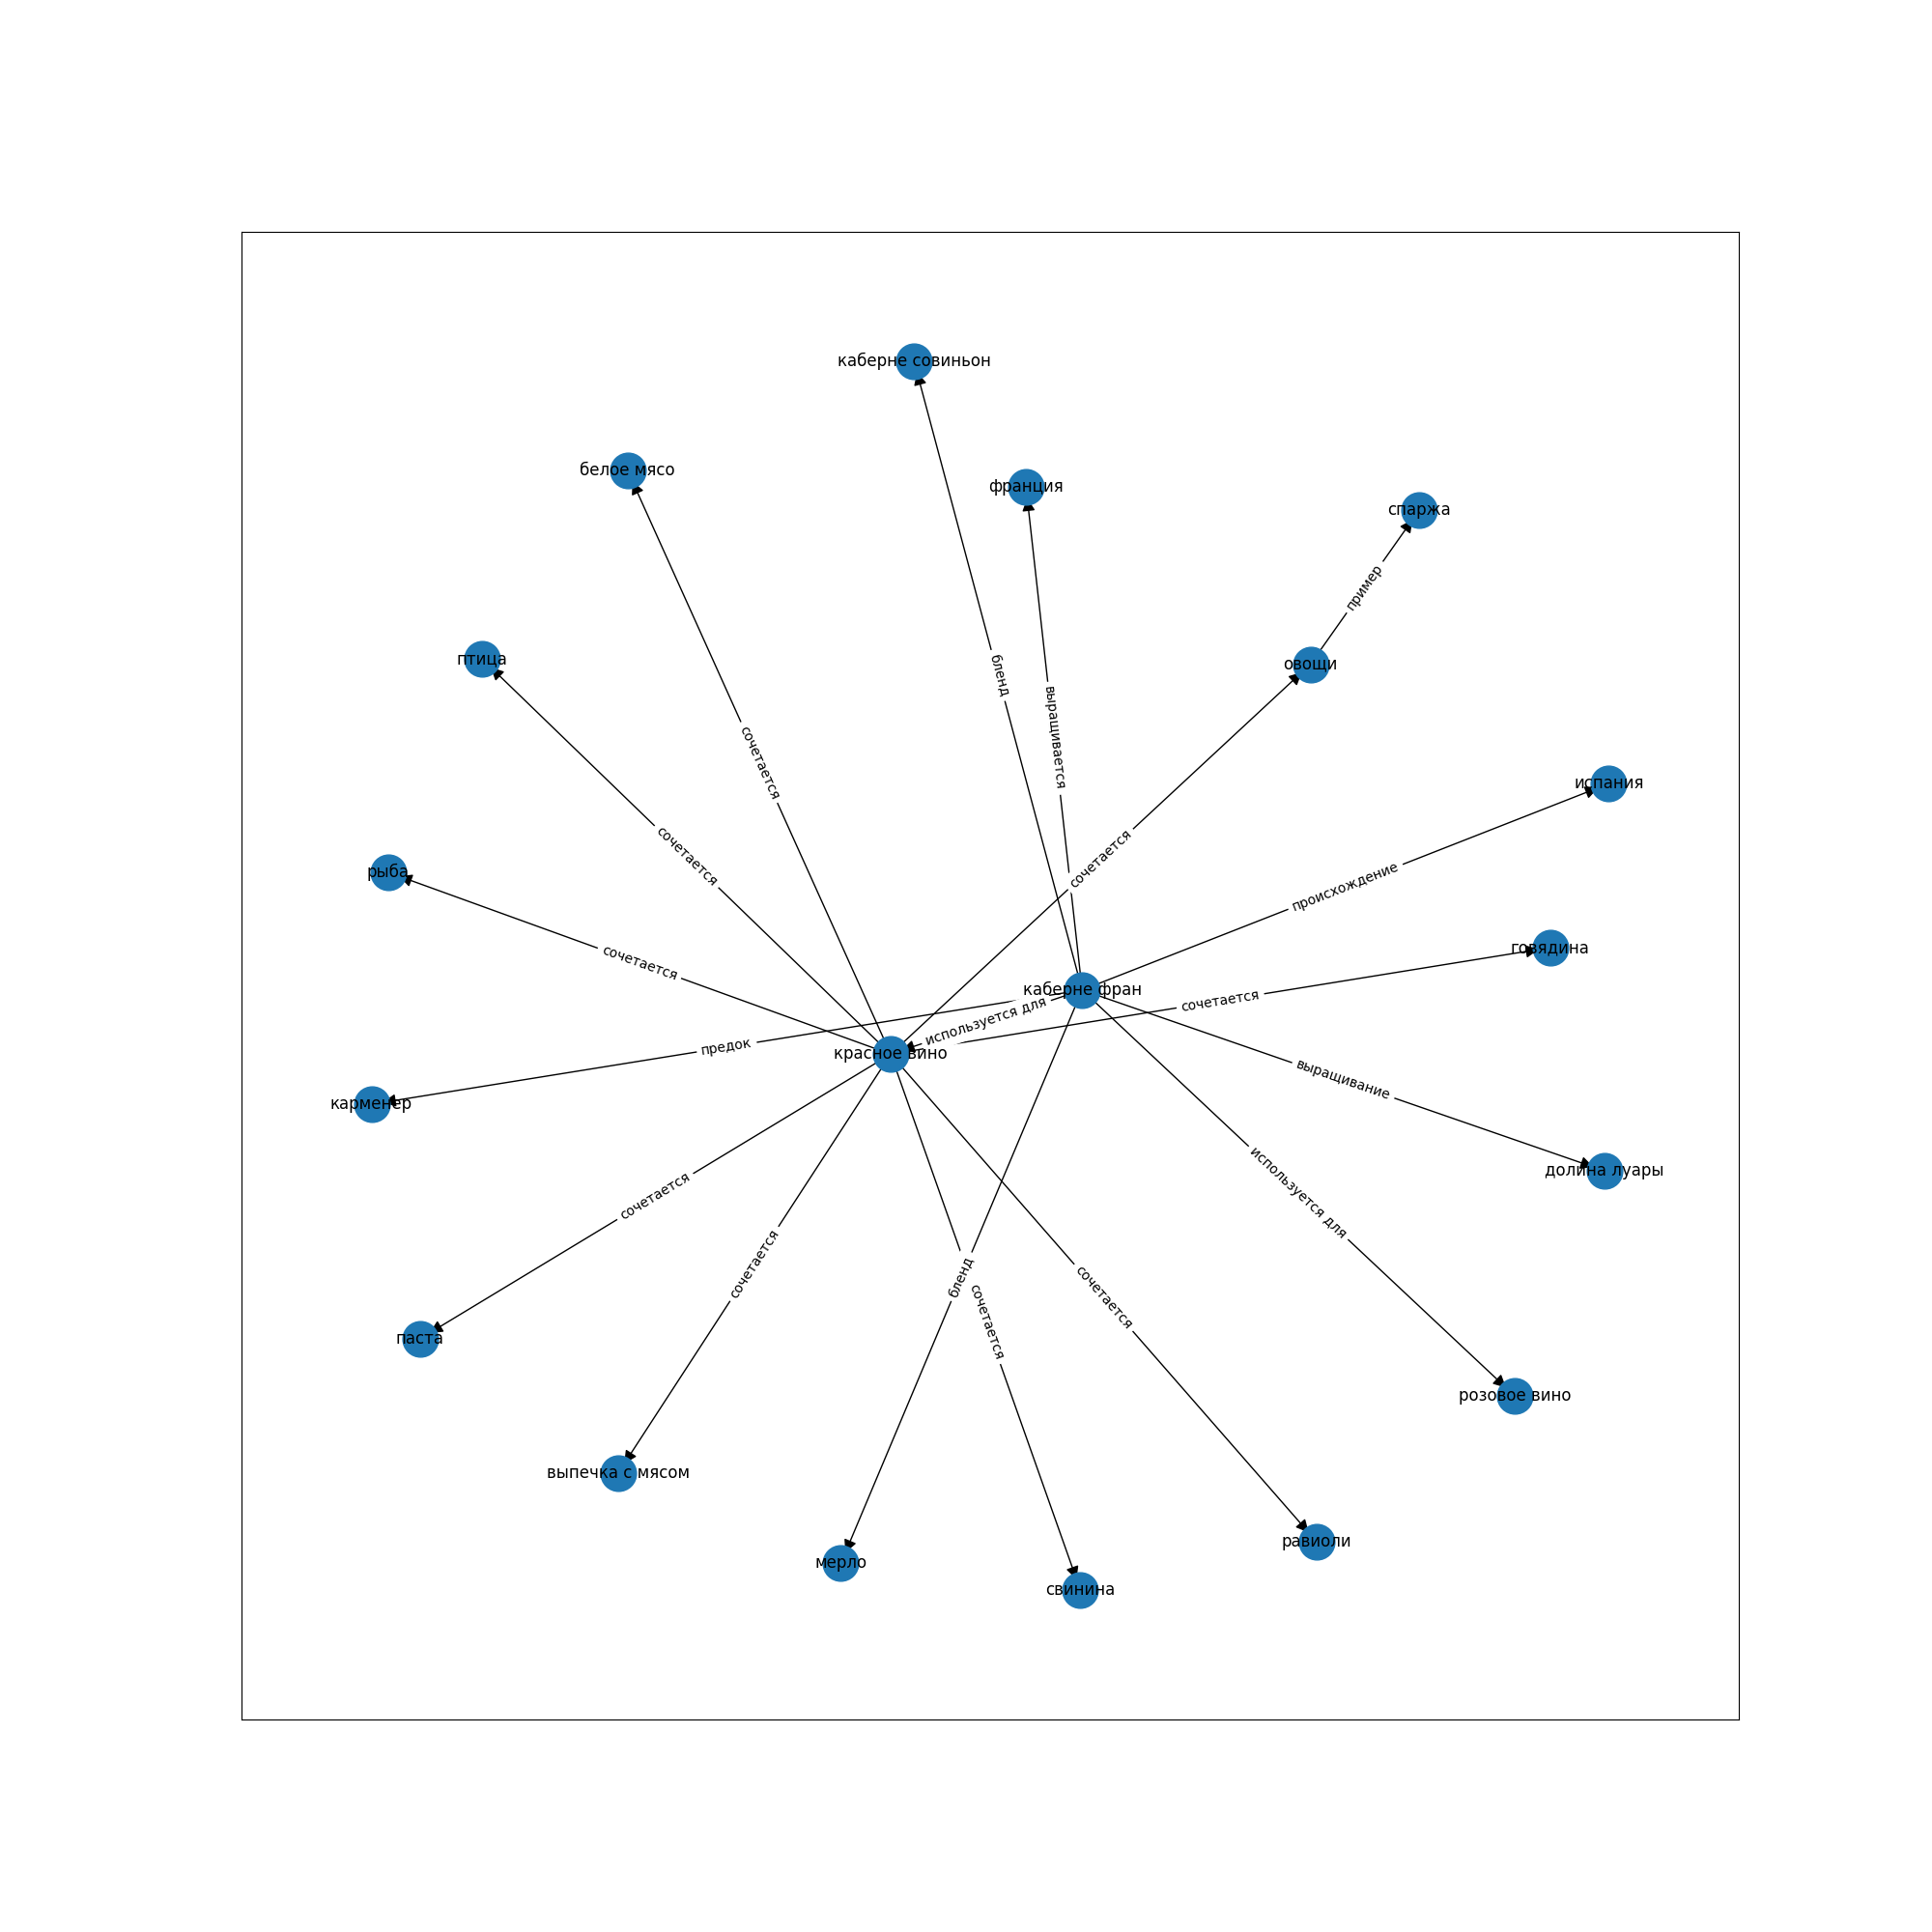 каберне совиньон
белое мясо
франция
спаржа
пример
птица
бленд
овощи
выращивается
сочетается
испания
сочетается
сочетается
рыба
происхождение
говядина
сочетается
каберне фран
сочетается
используется для
предок
красное вино
выращивание
карменер
долина луары
сочетается
используется для
сочетается
бленд
сочетается
сочетается
паста
розовое вино
выпечка с мясом
равиоли
мерло
свинина